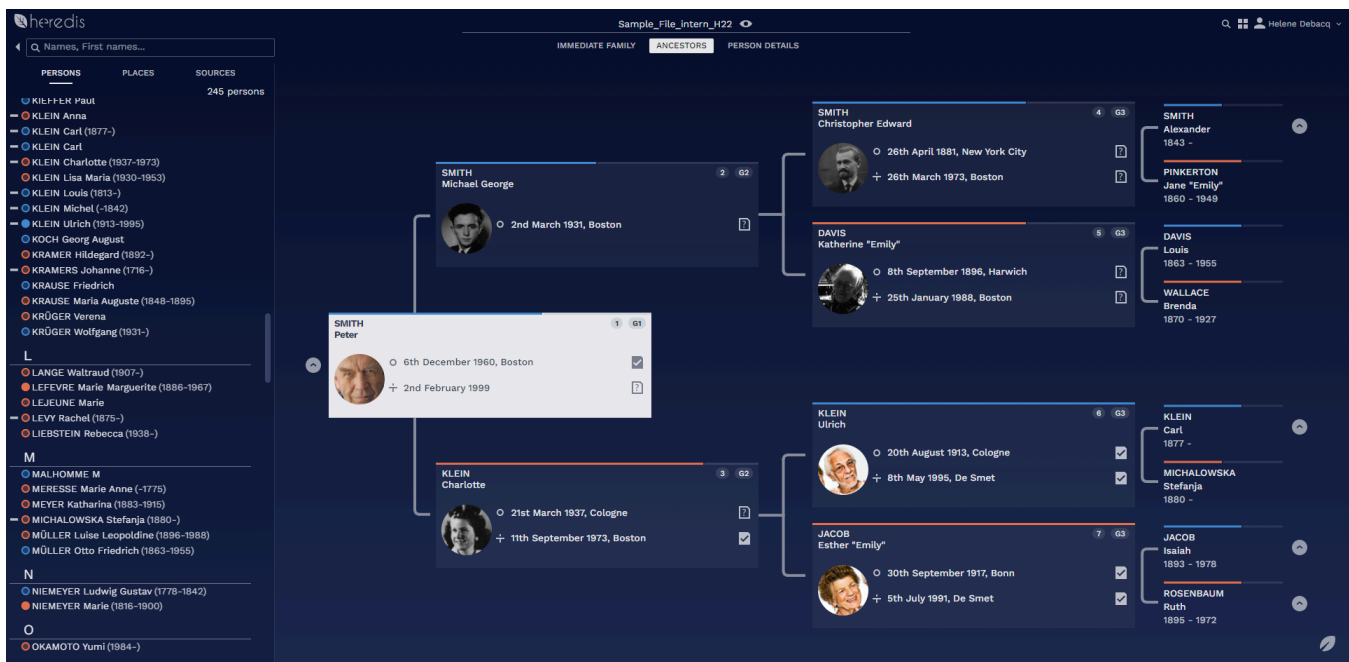 heredis
Sample_File_intern_H22
Helene Debacq
Names, First names...
IMMEDIATE FAMILY
ANCESTORS
PERSON DETAILS
PERSONS
PLACES
SOURCES
245 persons
KIEFFER Paul
KLEIN Anna
KLEIN Carl (1877-)
KLEIN Carl
KLEIN Charlotte (1937-1973)
KLEIN Lisa Maria (1930-1953)
KLEIN Louis (1813-)
KLEIN Michel (-1842)
KLEIN Ulrich (1913-1995)
KOCH Georg August
KRAMER Hildegard (1892-)
KRAMERS Johanne (1716-)
KRAUSE Friedrich
KRAUSE Maria Auguste (1848-1895)
KRÜGER Verena
KRÜGER Wolfgang (1931-)
L
LANGE Waltraud (1907-)
LEFEVRE Marie Marguerite (1886-1967)
LEJEUNE Marie
LEVY Rachel (1875-)
LIEBSTEIN Rebecca (1938-)
M
MALHOMME M
MERESSE Marie Anne (-1775)
MEYER Katharina (1883-1915)
MICHALOWSKA Stefanja (1880-)
MÜLLER Luise Leopoldine (1896-1988)
MÜLLER Otto Friedrich (1863-1955)
N
NIEMEYER Ludwig Gustav (1778-1842)
NIEMEYER Marie (1816-1900)
O
OKAMOTO Yumi (1984-)
SMITH
Peter
1 G1
6th December 1960, Boston
2nd February 1999
SMITH
Michael George
2 G2
2nd March 1931, Boston
KLEIN
Charlotte
3 G2
21st March 1937, Cologne
11th September 1973, Boston
SMITH
Christopher Edward
4 G3
26th April 1881, New York City
26th March 1973, Boston
DAVIS
Katherine "Emily"
5 G3
8th September 1896, Harwich
25th January 1988, Boston
KLEIN
Ulrich
6 G3
20th August 1913, Cologne
8th May 1995, De Smet
JACOB
Esther "Emily"
7 G3
30th September 1917, Bonn
5th July 1991, De Smet
SMITH
Alexander
1843 -
PINKERTON
Jane "Emily"
1860 - 1949
DAVIS
Louis
1863 - 1955
WALLACE
Brenda
1870 - 1927
KLEIN
Carl
1877 -
MICHALOWSKA
Stefanja
1880 -
JACOB
Isaiah
1893 - 1978
ROSENBAUM
Ruth
1895 - 1972